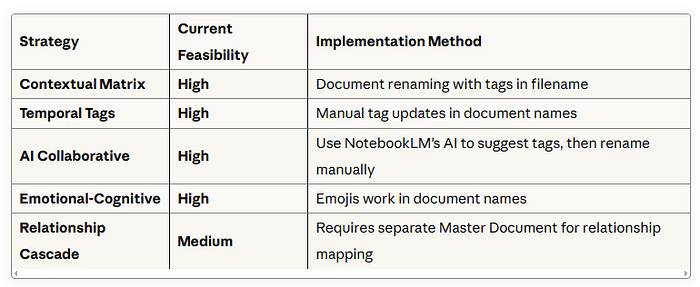 Strategy
Current
Feasibility
Implementation Method
Contextual Matrix
High
Document renaming with tags in filename
Temporal Tags
High
Manual tag updates in document names
AI Collaborative
High
Use NotebookLM's AI to suggest tags, then rename
manually
Emotional-Cognitive
High
Emojis work in document names
Relationship
Cascade
Medium
Requires separate Master Document for relationship
mapping